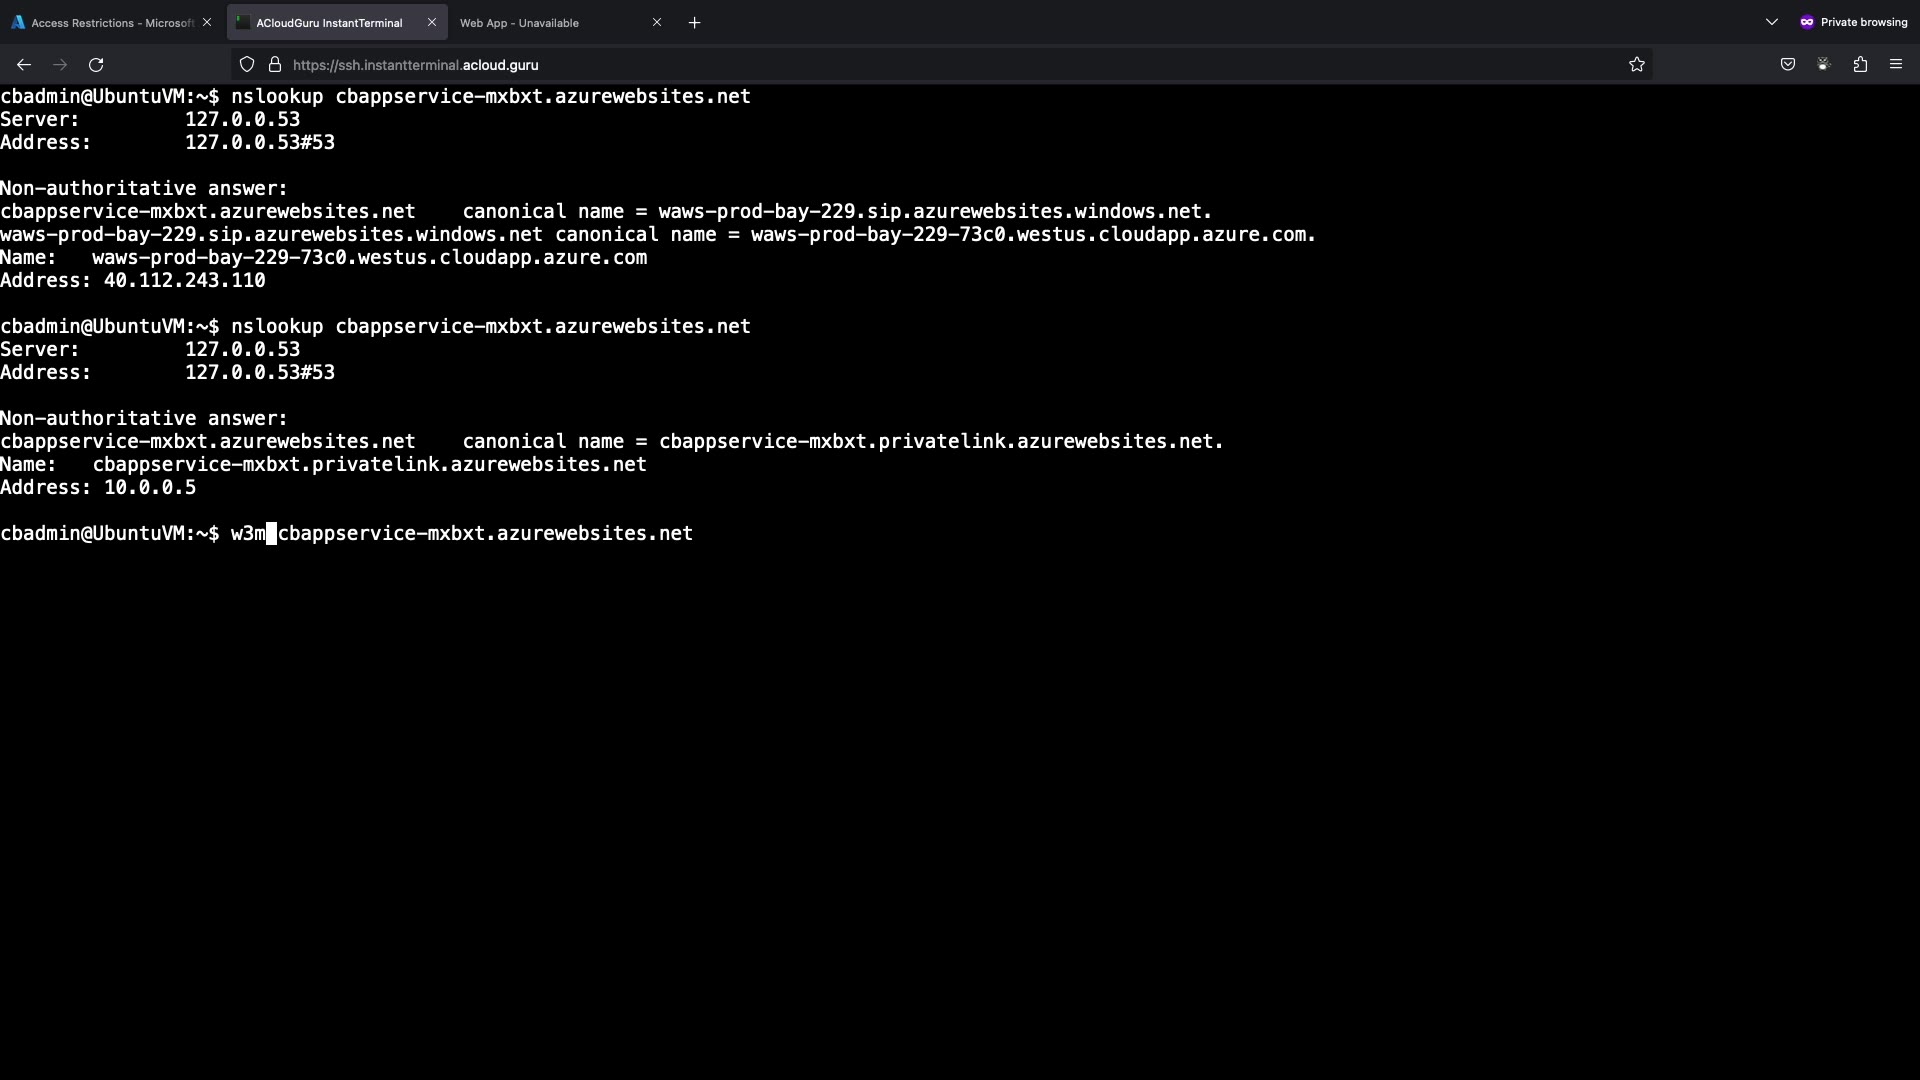 Access Restrictions - Microsoft
ACloudGuru InstantTerminal
Web App - Unavailable
Private browsing
https://ssh.instantterminal.acloud.guru
cbadmin@UbuntuVM:~$ nslookup cbappservice-mxbxt.azurewebsites.net
Server: 127.0.0.53
Address: 127.0.0.53#53
Non-authoritative answer:
cbappservice-mxbxt.azurewebsites.net canonical name = waws-prod-bay-229.sip.azurewebsites.windows.net.
waws-prod-bay-229.sip.azurewebsites.windows.net canonical name = waws-prod-bay-229-73c0.westus.cloudapp.azure.com.
Name: waws-prod-bay-229-73c0.westus.cloudapp.azure.com
Address: 40.112.243.110
cbadmin@UbuntuVM:~$ nslookup cbappservice-mxbxt.azurewebsites.net
Server: 127.0.0.53
Address: 127.0.0.53#53
Non-authoritative answer:
cbappservice-mxbxt.azurewebsites.net canonical name = cbappservice-mxbxt.privatelink.azurewebsites.net.
Name: cbappservice-mxbxt.privatelink.azurewebsites.net
Address: 10.0.0.5
cbadmin@UbuntuVM:~$ w3m cbappservice-mxbxt.azurewebsites.net